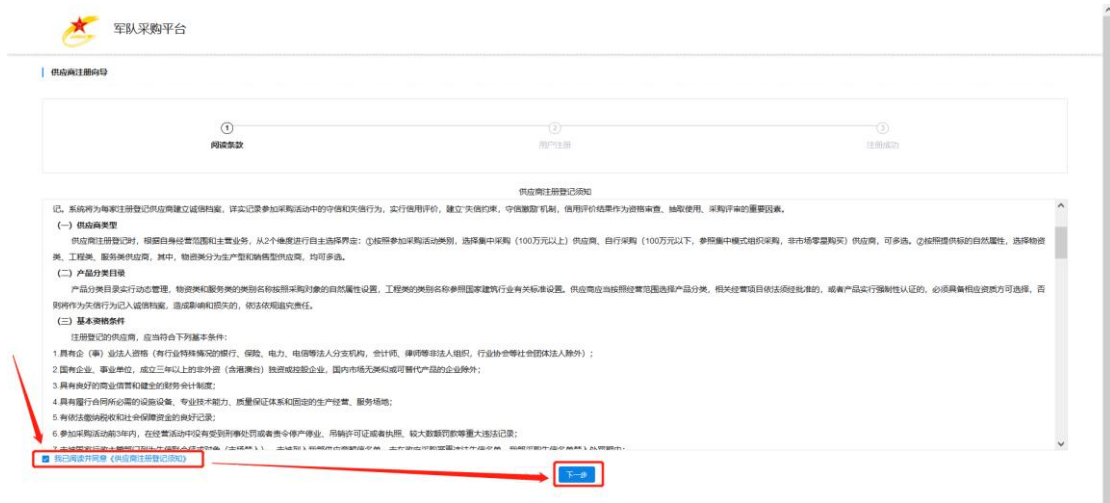 军队采购平台
供应商注册向导
1
2
3
阅读条款
用户注册
注册成功
供应商注册登记须知
记。系统将为每家注册登记供应商建立诚信档案，详实记录参加采购活动中的守信和失信行为，实行信用评价，建立“失信约束，守信激励”机制，信用评价结果作为资格审查、抽取使用、采购评审的重要因素。
（一）供应商类型
供应商注册登记时，根据自身经营范围和主营业务，从2个维度进行自主选择界定：①按照参加采购活动类别，选择集中采购（100万元以上）供应商、自行采购（100万元以下，参照集中模式组织采购，非市场零星购买）供应商，可多选。②按照提供标的自然属性，选择物资
类、工程类、服务类供应商，其中，物资类分为生产型和销售型供应商，均可多选。
（二）产品分类目录
产品分类目录实行动态管理，物资类和服务类的类别名称按照采购对象的自然属性设置，工程类的类别名称参照国家建筑行业有关标准设置。供应商应当按照经营范围选择产品分类，相关经营项目依法须经批准的，或者产品实行强制性认证的，必须具备相应资质方可选择，否
则将作为失信行为记入诚信档案，造成影响和损失的，依法依规追究责任。
（三）基本资格条件
注册登记的供应商，应当符合下列基本条件：
1.具有企（事）业法人资格（有行业特殊情况的银行、保险、电力、电信等法人分支机构，会计师、律师等非法人组织，行业协会等社会团体法人除外）；
2.国有企业、事业单位，成立三年以上的非外资（含港澳台）独资或控股企业，国内市场无类似或可替代产品的企业除外；
3.具有良好的商业信誉和健全的财务会计制度；
4.具有履行合同所必需的设施设备、专业技术能力、质量保证体系和固定的生产经营、服务场地；
5.有依法缴纳税收和社会保障资金的良好记录；
6.参加采购活动前3年内，在经营活动中没有受到刑事处罚或者责令停产停业、吊销许可证或者执照、较大数额罚款等重大违法记录；
我已阅读并同意《供应商注册登记须知》
下一步